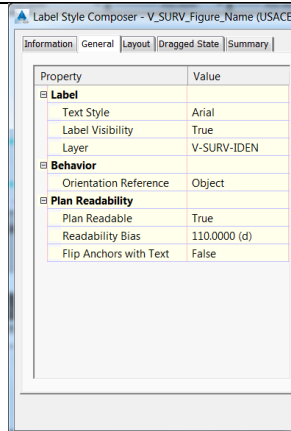 Label Style Composer - V_SURV_Figure_Name (USACE
Information General Layout Dragged State Summary
Property Value
Label
Text Style Arial
Label Visibility True
Layer V-SURV-IDEN
Behavior
Orientation Reference Object
Plan Readability
Plan Readable True
Readability Bias 110.0000 (d)
Flip Anchors with Text False